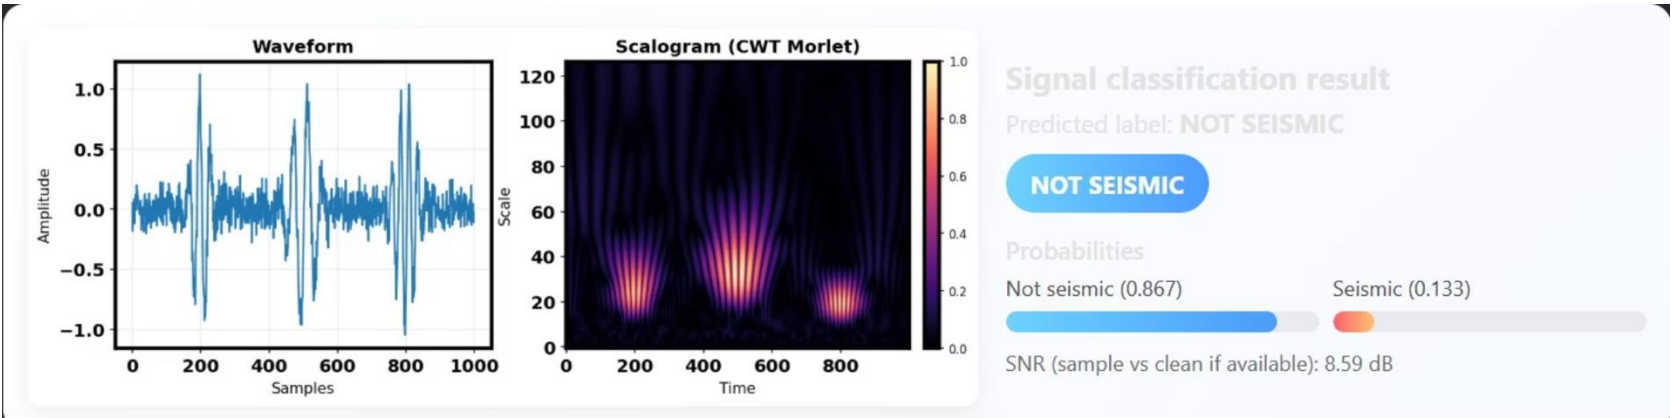 Waveform
1.0
0.5
0.0
−0.5
−1.0
Amplitude
0 200 400 600 800 1000
Samples
Scalogram (CWT Morlet)
120
100
80
60
40
20
0
Scale
0 200 400 600 800
Time
1.0
0.8
0.6
0.4
0.2
0.0
Signal classification result
Predicted label: NOT SEISMIC
NOT SEISMIC
Probabilities
Not seismic (0.867) Seismic (0.133)
SNR (sample vs clean if available): 8.59 dB